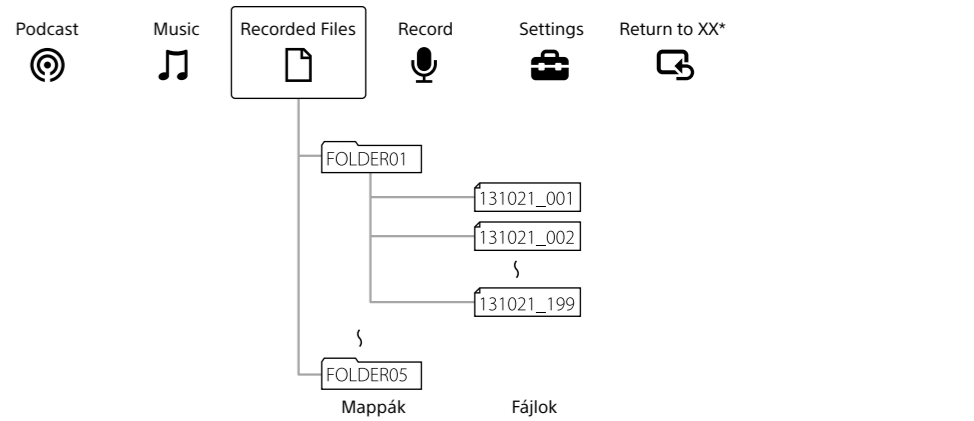 Podcast Music Recorded Files Record Settings Return to XX*
FOLDER01
131021_001
131021_002
131021_199
FOLDER05
Mappák Fájlok